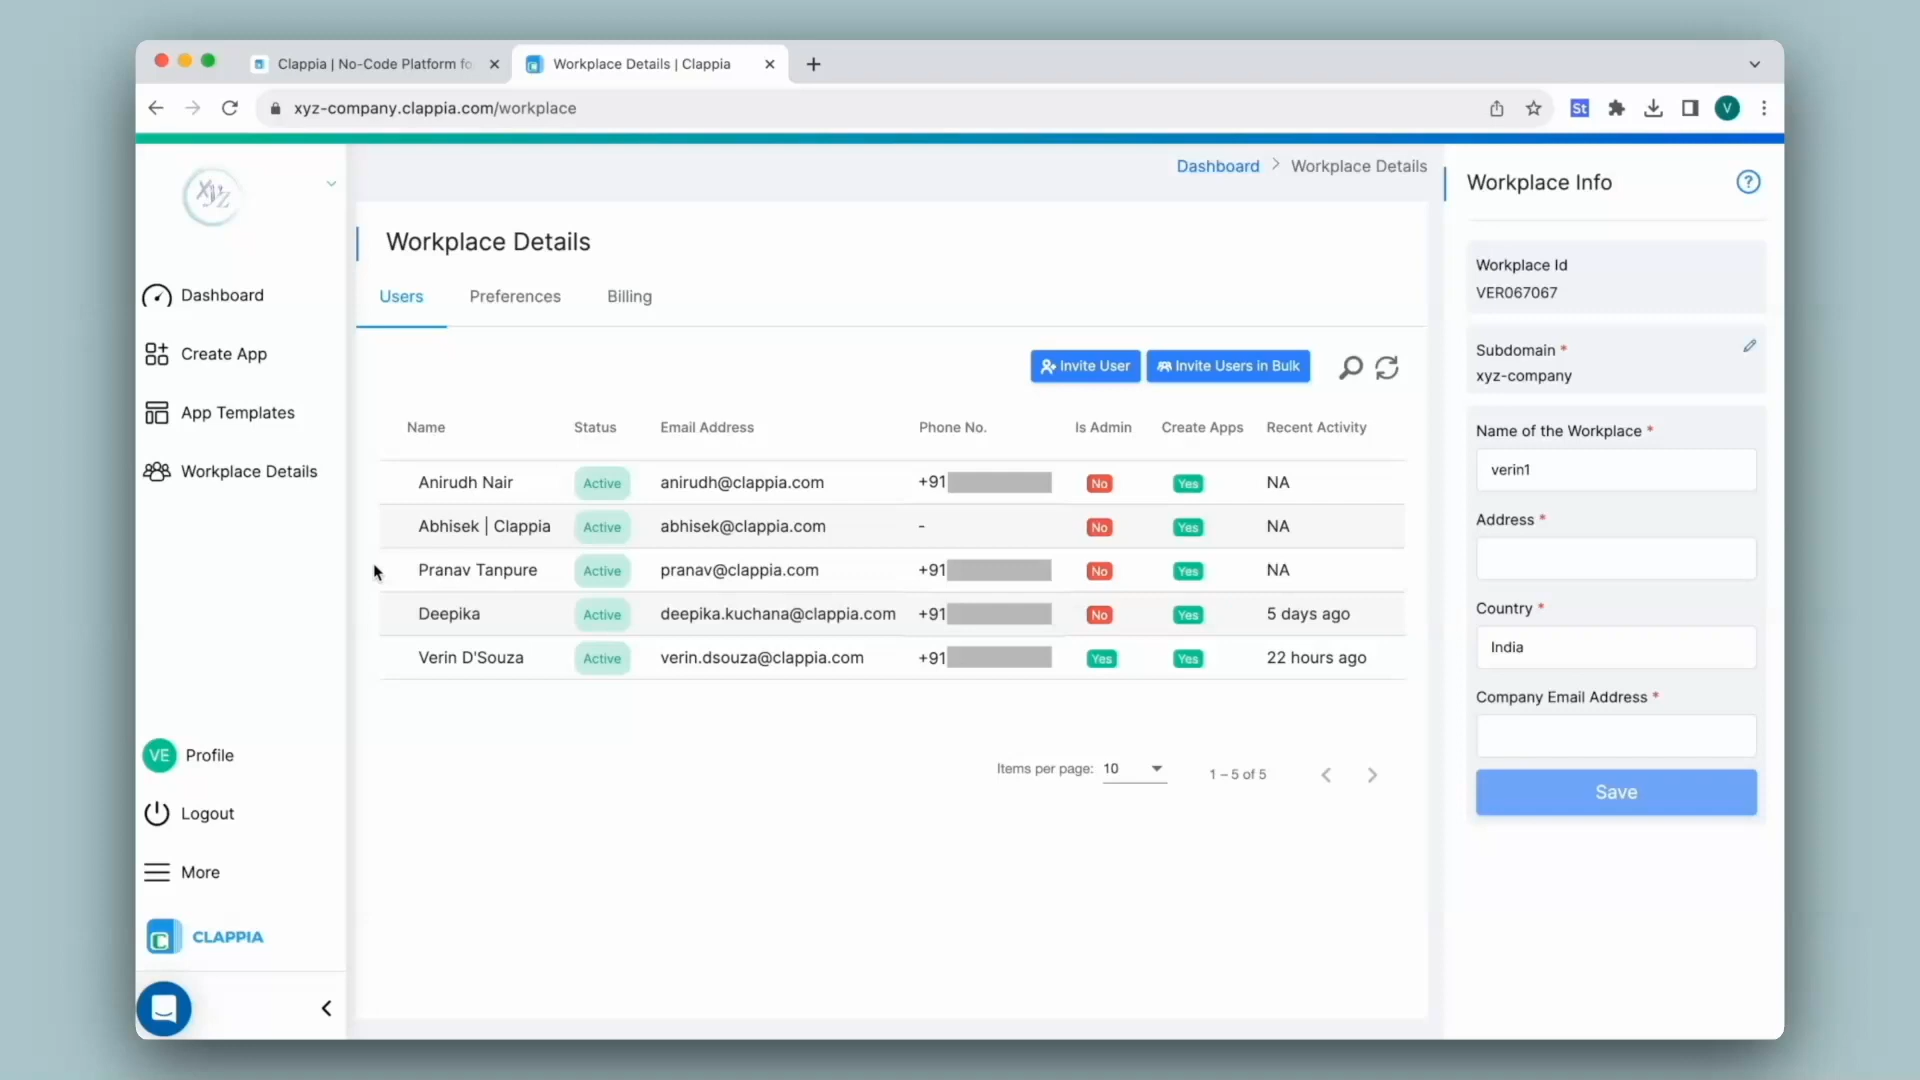 Clappia | No-Code Platform fo
Workplace Details | Clappia
xyz-company.clappia.com/workplace
St
V
xyz
Dashboard
Create App
App Templates
Workplace Details
VE Profile
Logout
More
C CLAPPIA
Dashboard > Workplace Details
Workplace Details
Users Preferences Billing
Invite User Invite Users in Bulk
Name Status Email Address Phone No. Is Admin Create Apps Recent Activity
Anirudh Nair Active anirudh@clappia.com +91 No Yes NA
Abhisek | Clappia Active abhisek@clappia.com - No Yes NA
Pranav Tanpure Active pranav@clappia.com +91 No Yes NA
Deepika Active deepika.kuchana@clappia.com +91 No Yes 5 days ago
Verin D'Souza Active verin.dsouza@clappia.com +91 Yes Yes 22 hours ago
Items per page: 10 1 – 5 of 5
Workplace Info ?
Workplace Id
VER067067
Subdomain *
xyz-company
Name of the Workplace *
verin1
Address *
Country *
India
Company Email Address *
Save